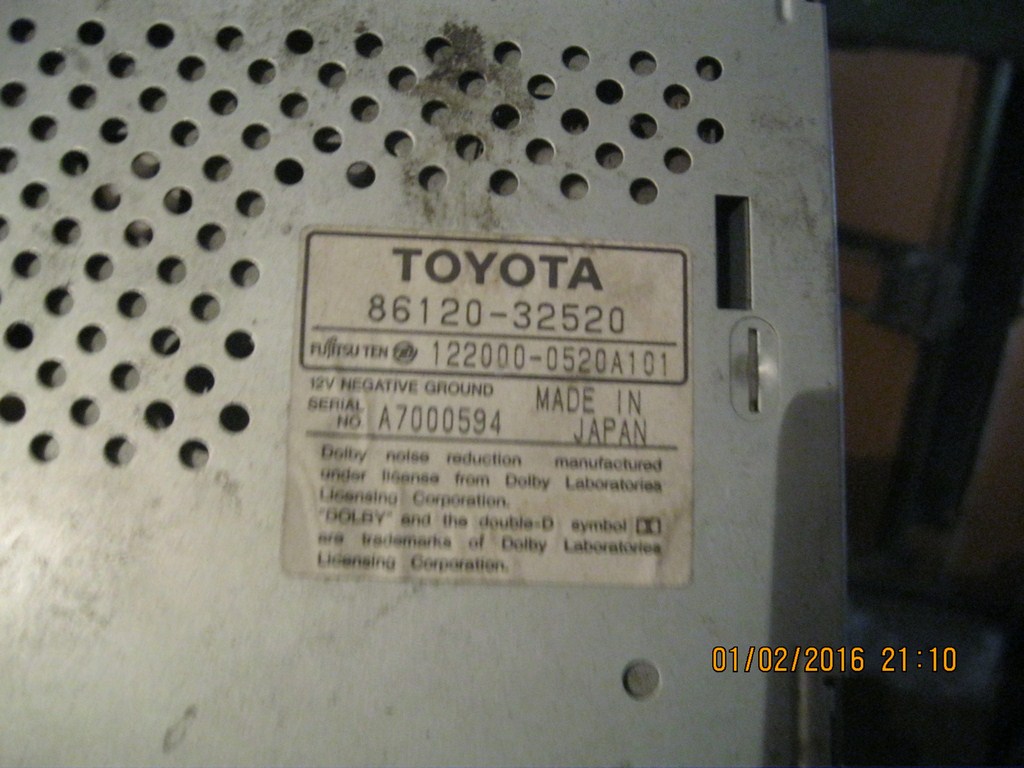 TOYOTA
86120-32520
FUJITSU TEN 122000-0520A101
12V NEGATIVE GROUND
SERIAL NO. A7000594
MADE IN JAPAN
Dolby noise reduction manufactured
under license from Dolby Laboratories
Licensing Corporation.
"DOLBY" and the double-D symbol
are trademarks of Dolby Laboratories
Licensing Corporation.
01/02/2016 21:10